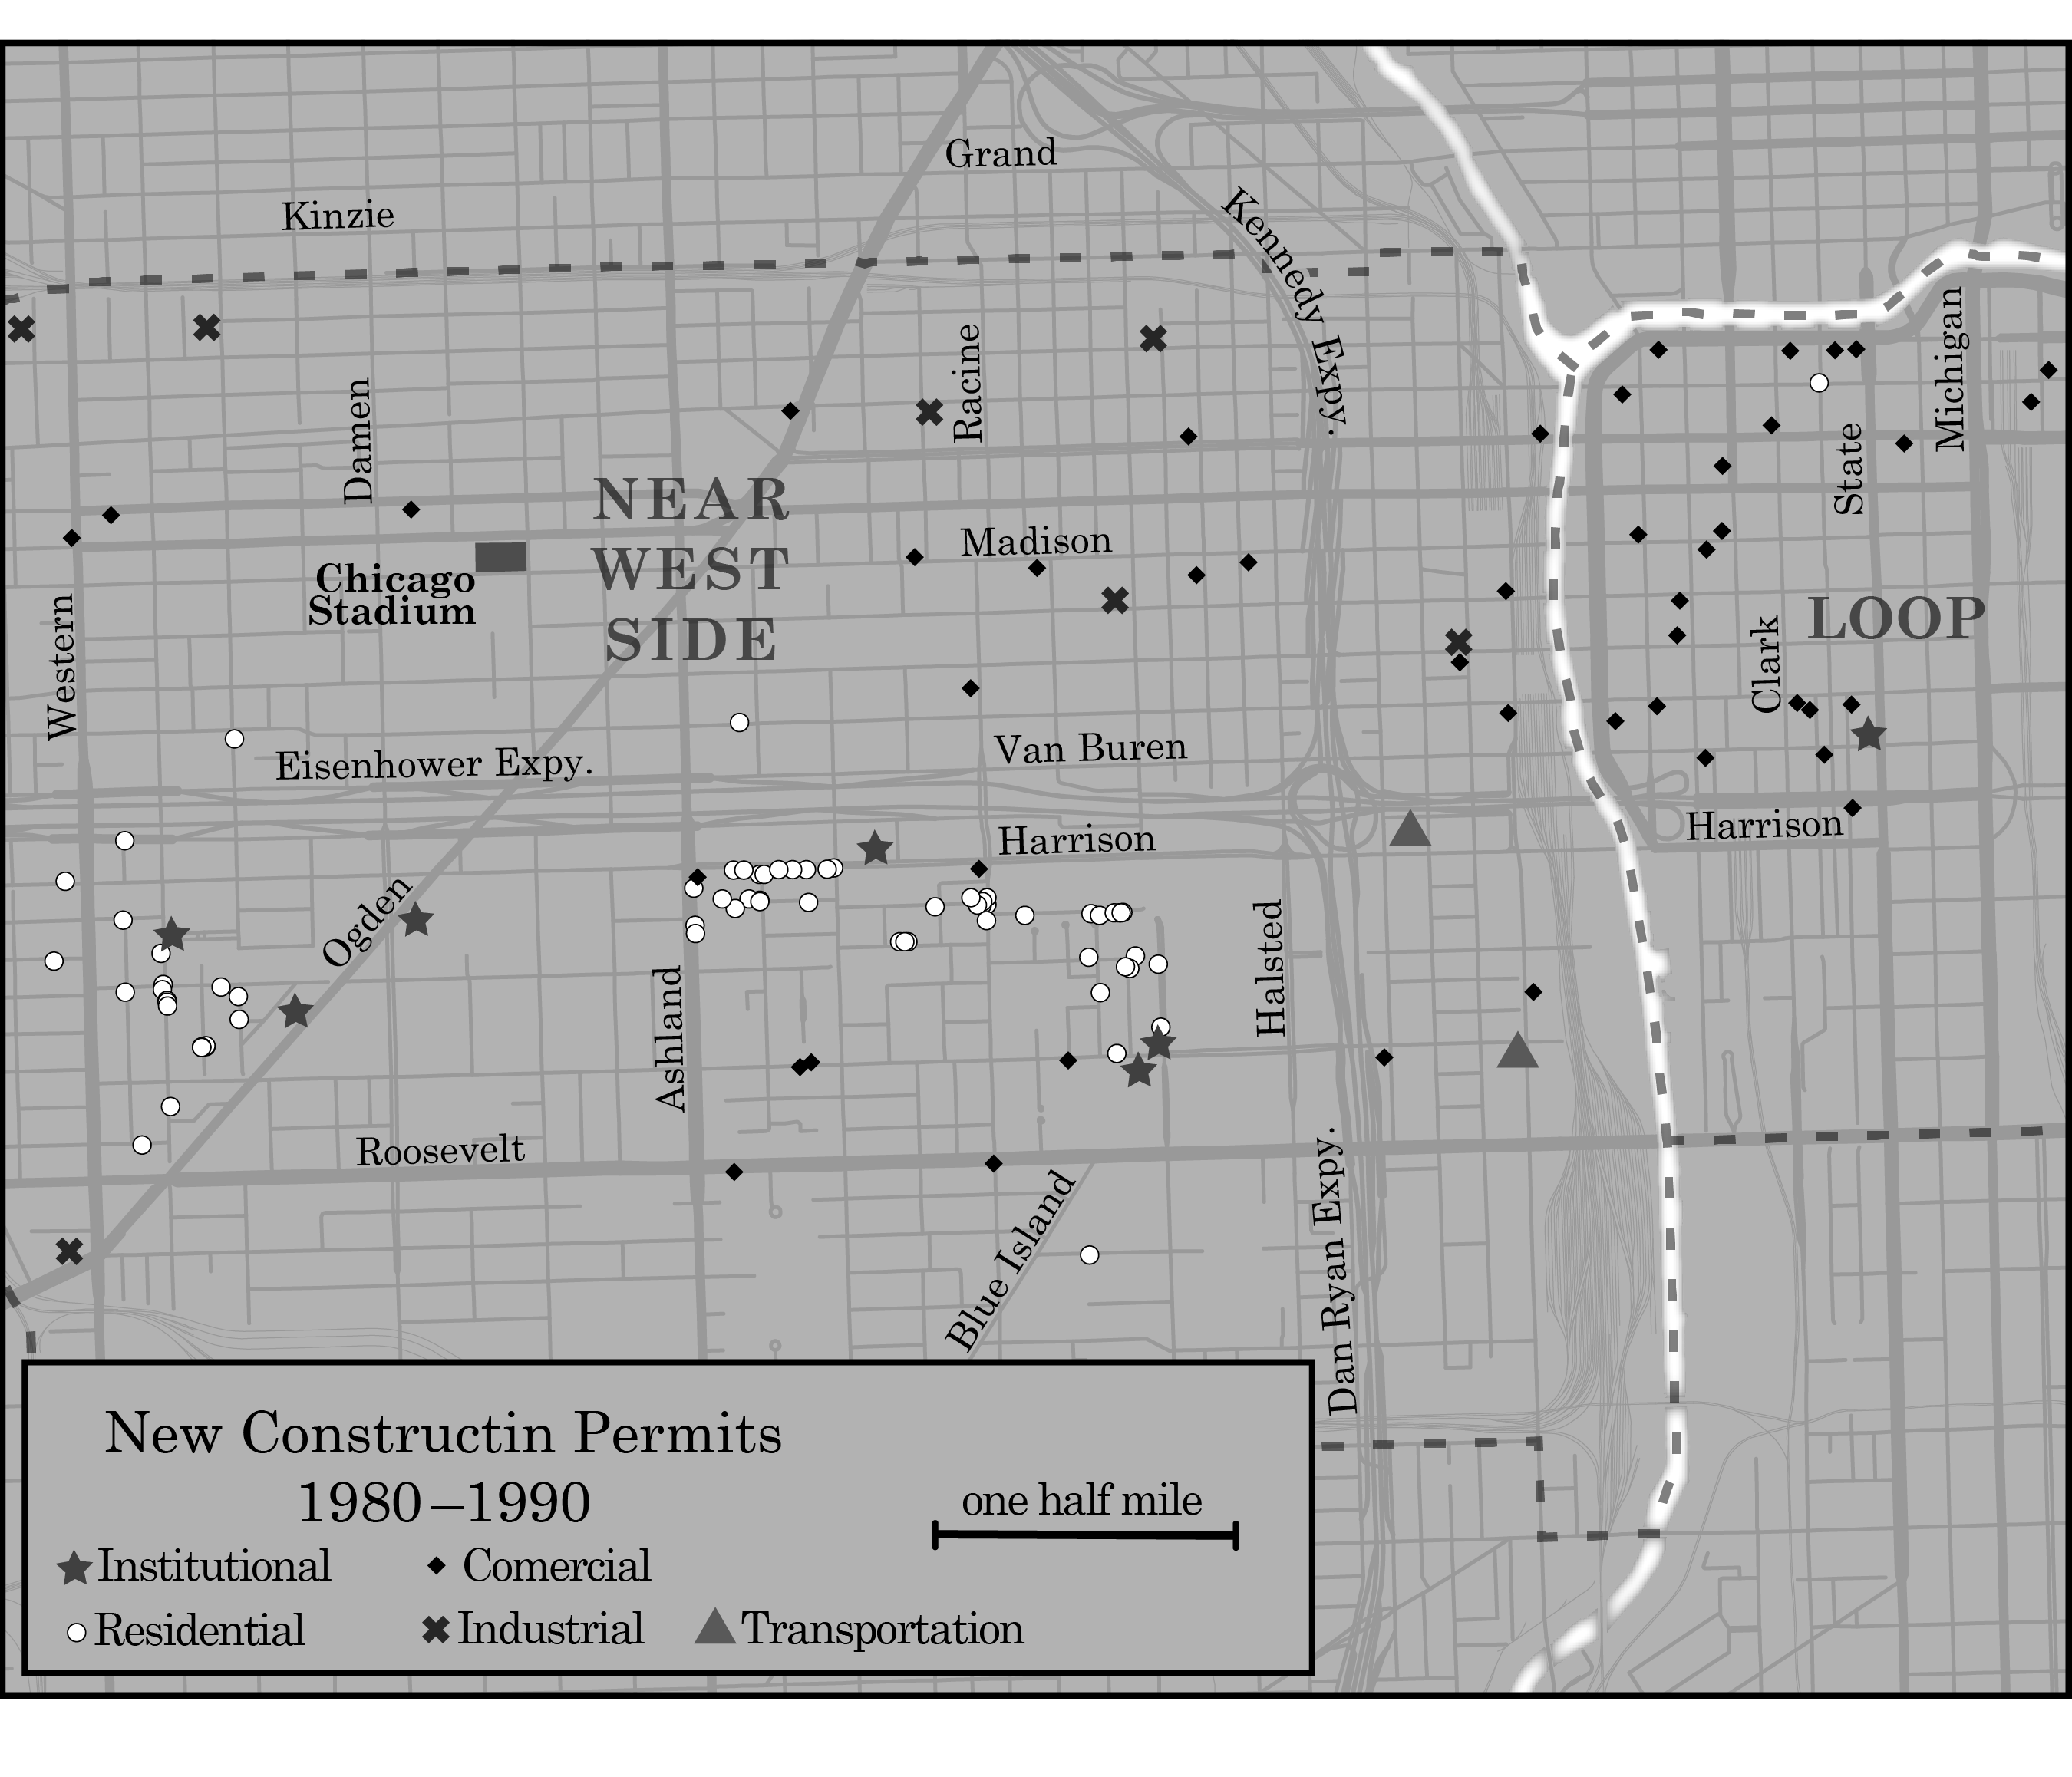 Grand
Kinzie
Kennedy Expy.
Racine
Michigan
Damen
State
NEAR
WEST
SIDE
Madison
Chicago
Stadium
Western
LOOP
Clark
Eisenhower Expy.
Van Buren
Harrison
Harrison
Ogden
Ashland
Halsted
Roosevelt
Blue Island
Dan Ryan Expy.
New Constructin Permits
1980–1990
one half mile
Institutional
Comercial
Residential
Industrial
Transportation